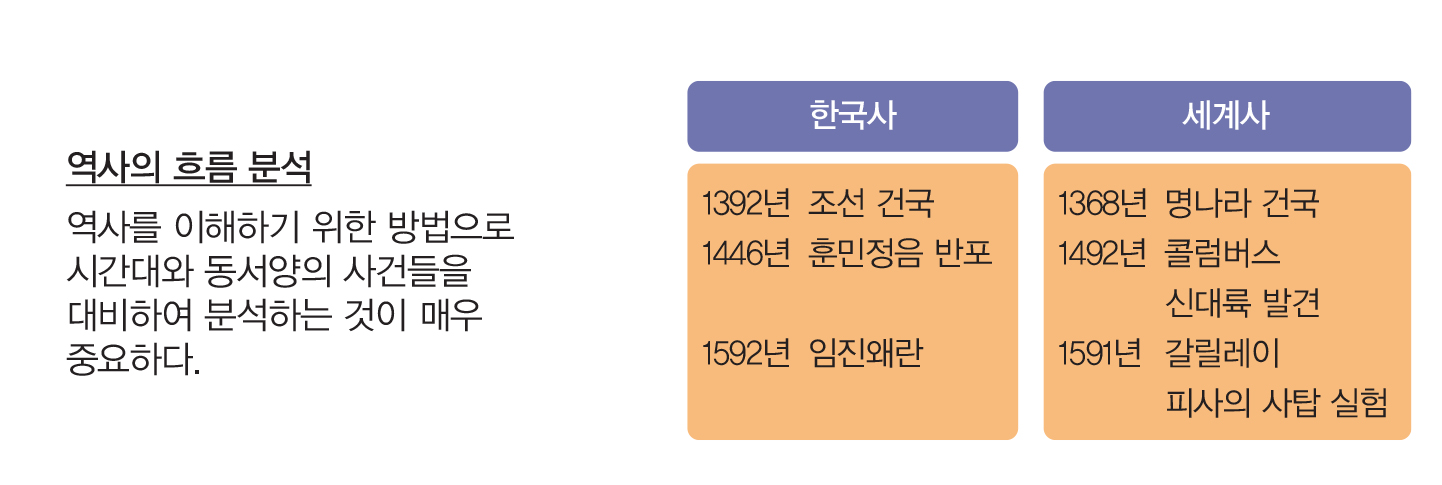 역사의 흐름 분석
역사를 이해하기 위한 방법으로
시간대와 동서양의 사건들을
대비하여 분석하는 것이 매우
중요하다.
한국사
1392년 조선 건국
1446년 훈민정음 반포
1592년 임진왜란
세계사
1368년 명나라 건국
1492년 콜럼버스
신대륙 발견
1591년 갈릴레이
피사의 사탑 실험